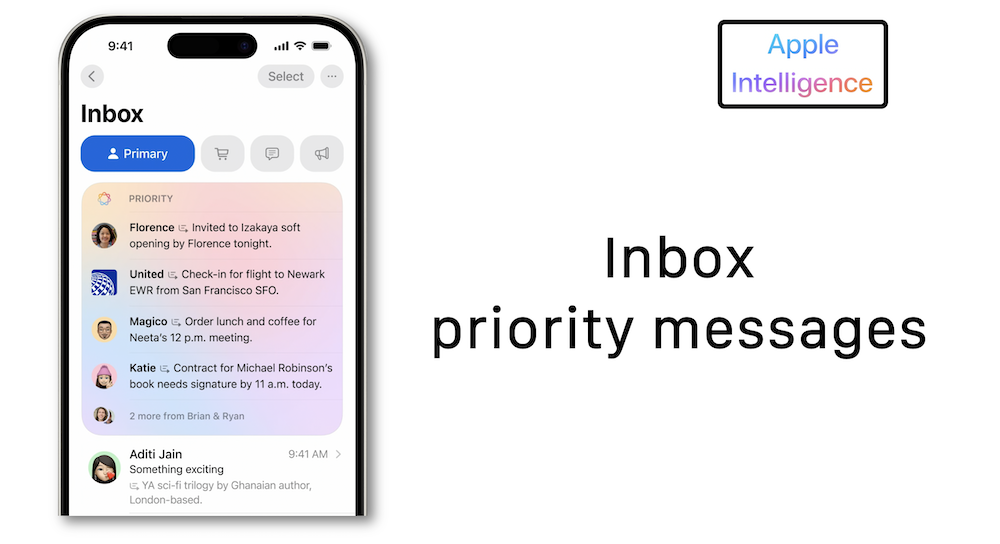 9:41
Select
Inbox
Primary
PRIORITY
Florence Invited to Izakaya soft
opening by Florence tonight.
United Check-in for flight to Newark
EWR from San Francisco SFO.
Magico Order lunch and coffee for
Neeta's 12 p.m. meeting.
Katie Contract for Michael Robinson's
book needs signature by 11 a.m. today.
2 more from Brian & Ryan
Aditi Jain 9:41 AM
Something exciting
YA sci-fi trilogy by Ghanaian author,
London-based.
Apple
Intelligence
Inbox
priority messages